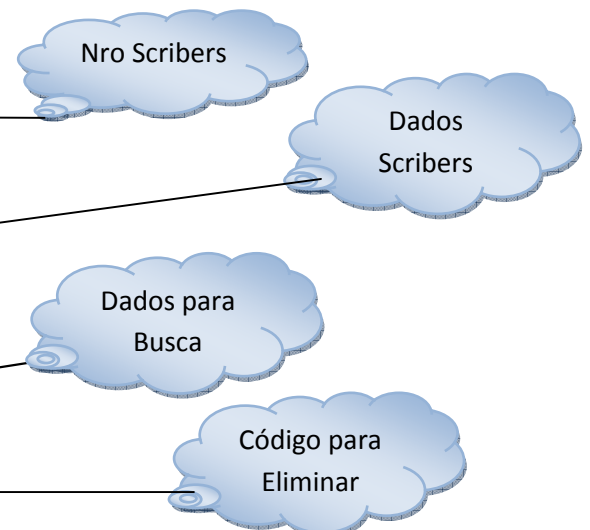 Nro Scribers
Dados
Scribers
Dados para
Busca
Código para
Eliminar